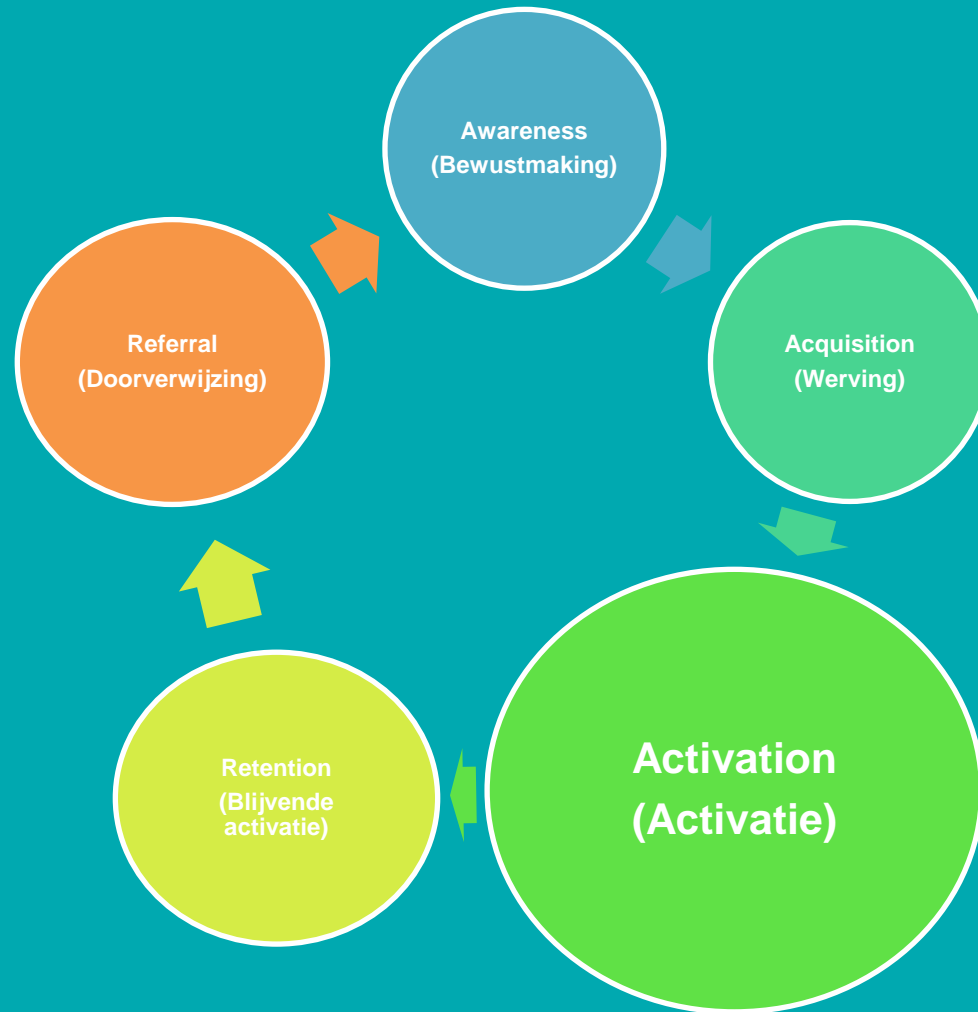 Awareness
(Bewustmaking)
Acquisition
(Werving)
Activation
(Activatie)
Retention
(Blijvende
activatie)
Referral
(Doorverwijzing)